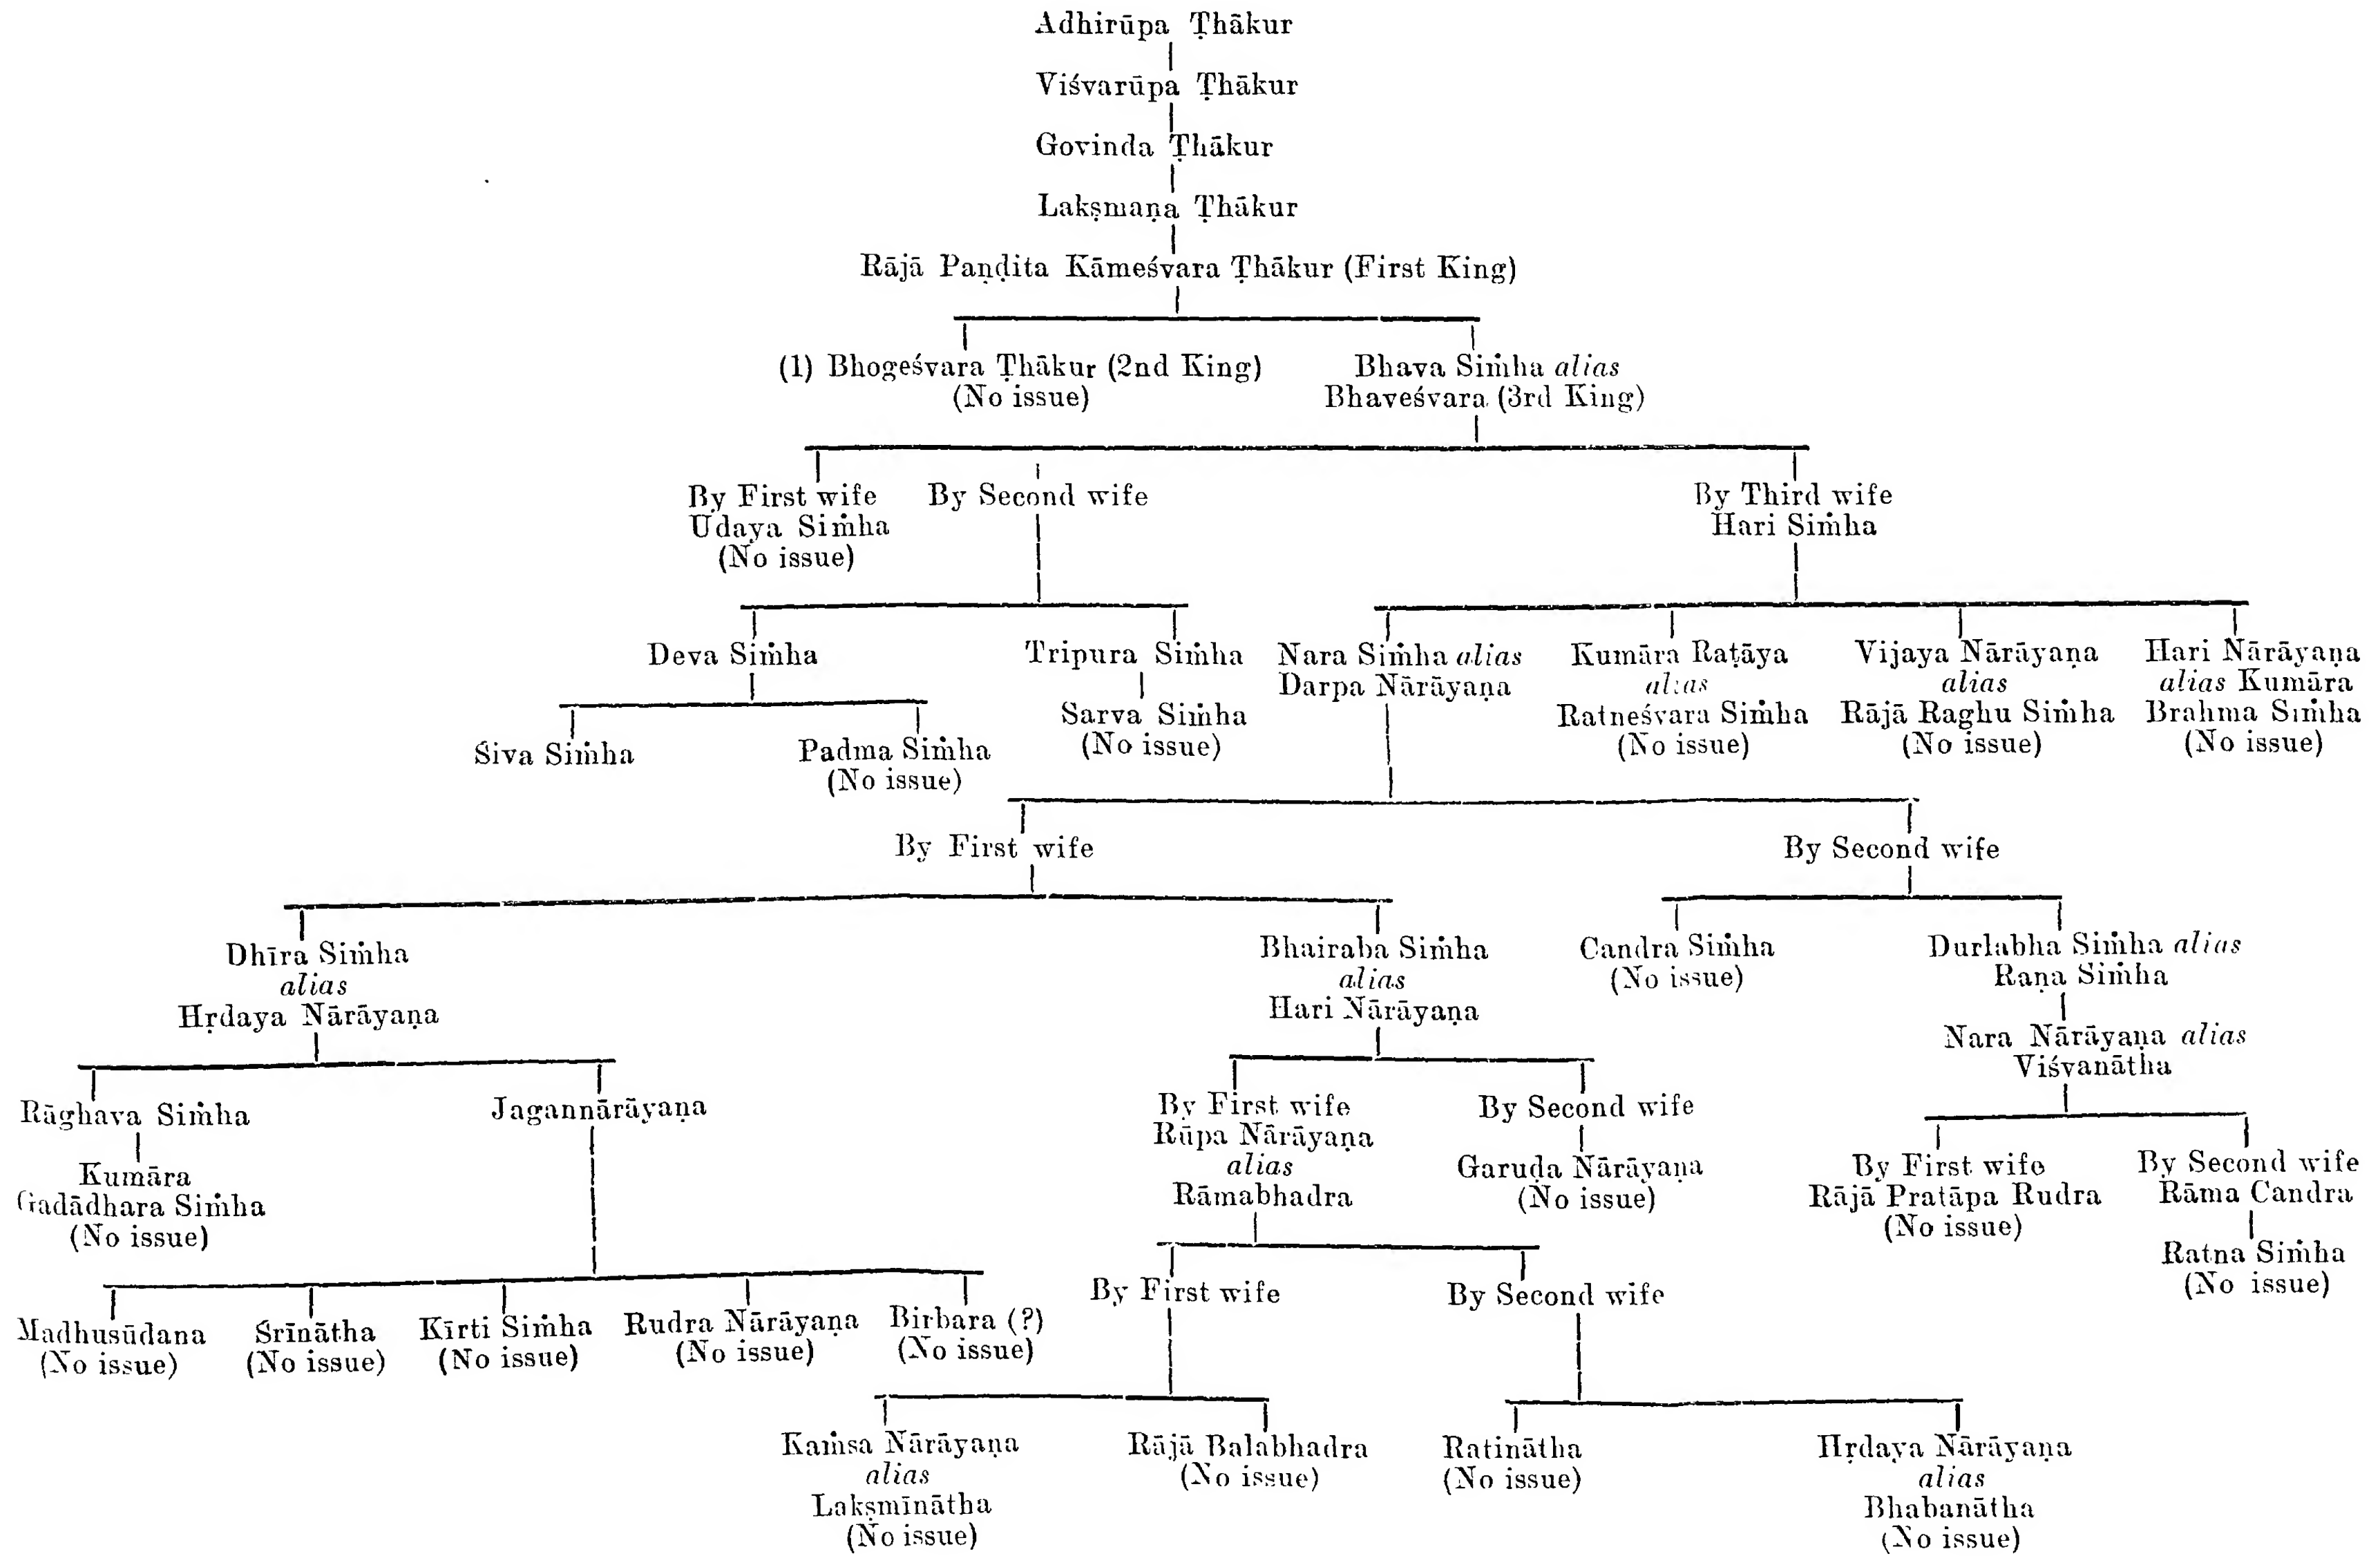 Adhirūpa Ṭhākur
Viśvarūpa Ṭhākur
Govinda Ṭhākur
Lakṣmaṇa Ṭhākur
Rājā Paṇḍita Kāmeśvara Ṭhākur (First King)
(1) Bhogeśvara Ṭhākur (2nd King)
(No issue)
Bhava Siṁha alias
Bhaveśvara (3rd King)
By First wife
Udaya Siṁha
(No issue)
By Second wife
By Third wife
Hari Siṁha
Deva Siṁha
Tripura Siṁha
Sarva Siṁha
(No issue)
Nara Siṁha alias
Darpa Nārāyaṇa
Kumāra Raṭāya
alias
Ratneśvara Siṁha
(No issue)
Vijaya Nārāyaṇa
alias
Rājā Raghu Siṁha
(No issue)
Hari Nārāyaṇa
alias Kumāra
Brahma Sımha
(No issue)
Śiva Siṁha
Padma Siṁha
(No issue)
By First wife
By Second wife
Dhīra Siṁha
alias
Hṛdaya Nārāyaṇa
Bhairaba Siṁha
alias
Hari Nārāyaṇa
Candra Siṁha
(No issue)
Durlabha Siṁha alias
Raṇa Siṁha
Nara Nārāyaṇa alias
Viśvanātha
Rāghava Siṁha
Kumāra
Gadādhara Siṁha
(No issue)
Jagannārāyaṇa
By First wife
Rūpa Nārāyaṇa
alias
Rāmabhadra
By Second wife
Garuḍa Nārāyaṇa
(No issue)
By First wife
Rājā Pratāpa Rudra
(No issue)
By Second wife
Rāma Candra
Ratna Siṁha
(No issue)
Madhusūdana
(No issue)
Śrīnātha
(No issue)
Kīrti Siṁha
(No issue)
Rudra Nārāyaṇa
(No issue)
Birbara (?)
(No issue)
By First wife
By Second wife
Kaṁsa Nārāyaṇa
alias
Lakṣmīnātha
(No issue)
Rājā Balabhadra
(No issue)
Ratinātha
(No issue)
Hṛdaya Nārāyaṇa
alias
Bhabanātha
(No issue)